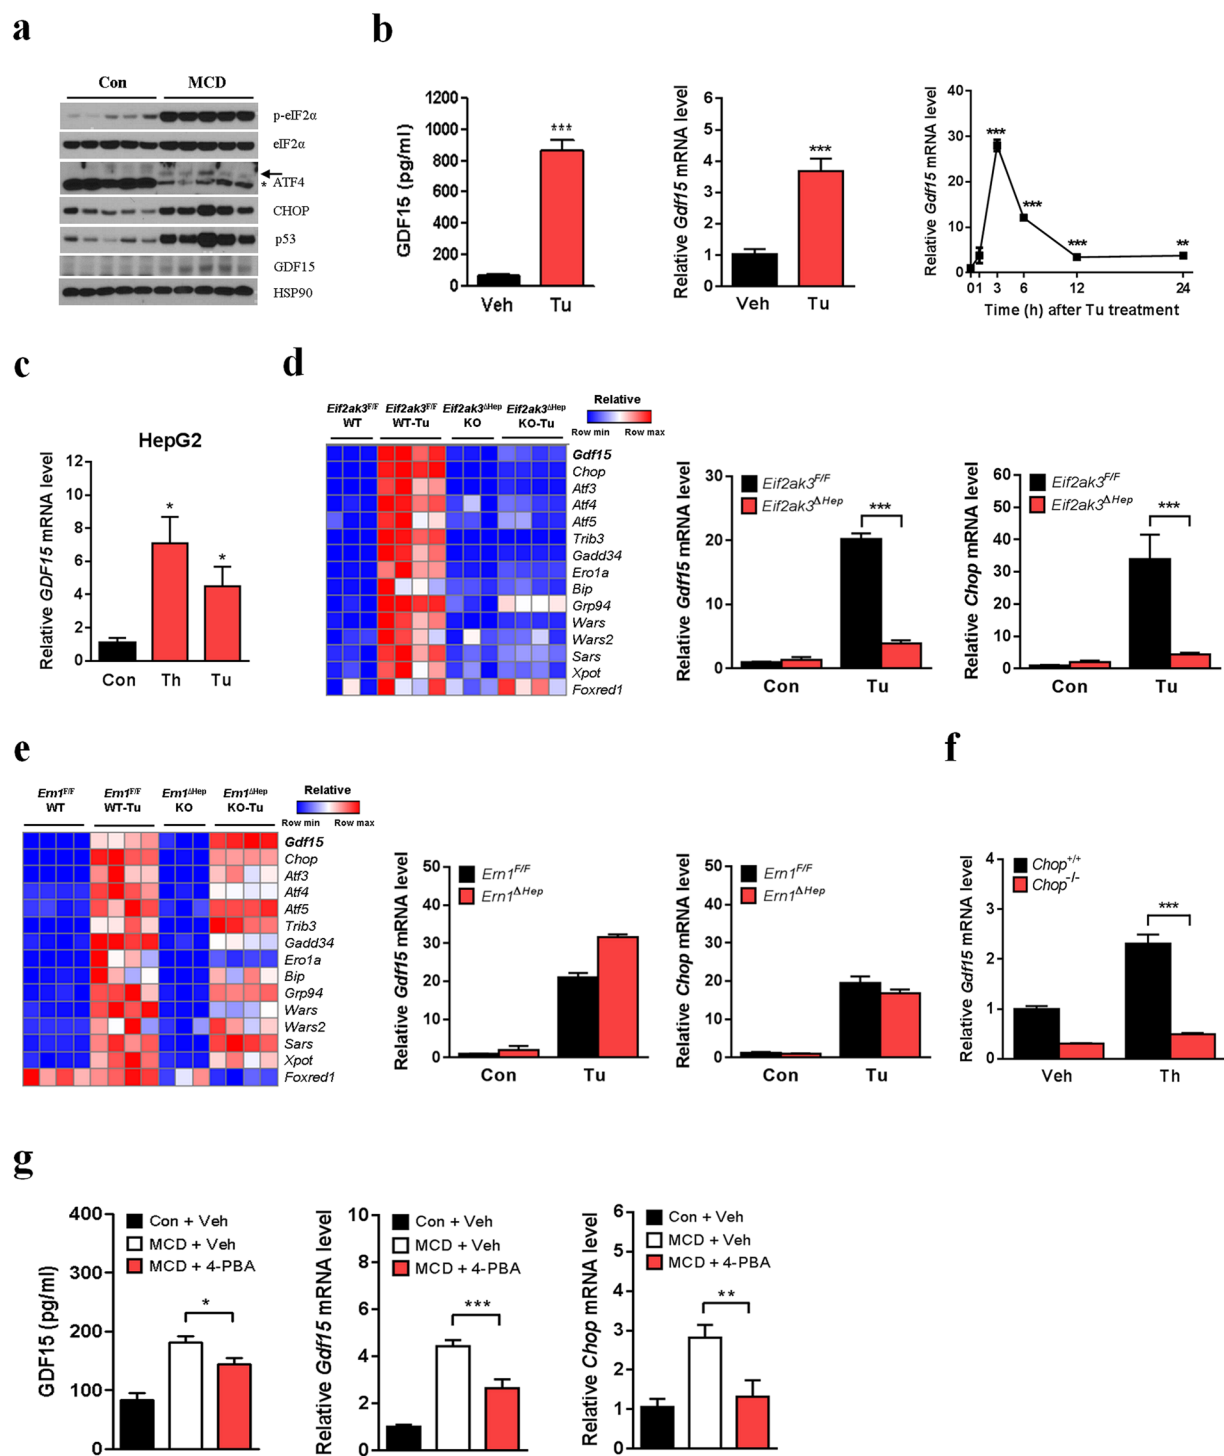 a
Con MCD
p-eIF2α
eIF2α
* ATF4
CHOP
p53
GDF15
HSP90
b
GDF15 (pg/ml)
1200
1000
800
600
400
200
0
***
Veh Tu
Relative Gdf15 mRNA level
6
5
4
3
2
1
0
***
Veh Tu
Relative Gdf15 mRNA level
40
30
20
10
0
***
***
***
**
0 1 3 6 12 24
Time (h) after Tu treatment
c
HepG2
Relative GDF15 mRNA level
12
10
8
6
4
2
0
*
*
Con Th Tu
d
Eif2ak3F/F Eif2ak3F/F Eif2ak3ΔHep Eif2ak3ΔHep
WT WT-Tu KO KO-Tu
Relative
Row min Row max
Gdf15
Chop
Atf3
Atf4
Atf5
Trib3
Gadd34
Ero1a
Bip
Grp94
Wars
Wars2
Sars
Xpot
Foxred1
Relative Gdf15 mRNA level
30
20
10
0
Eif2ak3F/F
Eif2ak3ΔHep
***
Con Tu
Relative Chop mRNA level
60
50
40
30
20
10
0
Eif2ak3F/F
Eif2ak3ΔHep
***
Con Tu
e
Ern1F/F Ern1F/F Ern1ΔHep Ern1ΔHep
WT WT-Tu KO KO-Tu
Relative
Row min Row max
Gdf15
Chop
Atf3
Atf4
Atf5
Trib3
Gadd34
Ero1a
Bip
Grp94
Wars
Wars2
Sars
Xpot
Foxred1
Relative Gdf15 mRNA level
50
40
30
20
10
0
Ern1F/F
Ern1ΔHep
Con Tu
Relative Chop mRNA level
50
40
30
20
10
0
Ern1F/F
Ern1ΔHep
Con Tu
f
Relative Gdf15 mRNA level
4
3
2
1
0
Chop+/+
Chop-/-
***
Veh Th
g
GDF15 (pg/ml)
400
300
200
100
0
Con + Veh
MCD + Veh
MCD + 4-PBA
*
Relative Gdf15 mRNA level
10
8
6
4
2
0
Con + Veh
MCD + Veh
MCD + 4-PBA
***
Relative Chop mRNA level
6
5
4
3
2
1
0
Con + Veh
MCD + Veh
MCD + 4-PBA
**